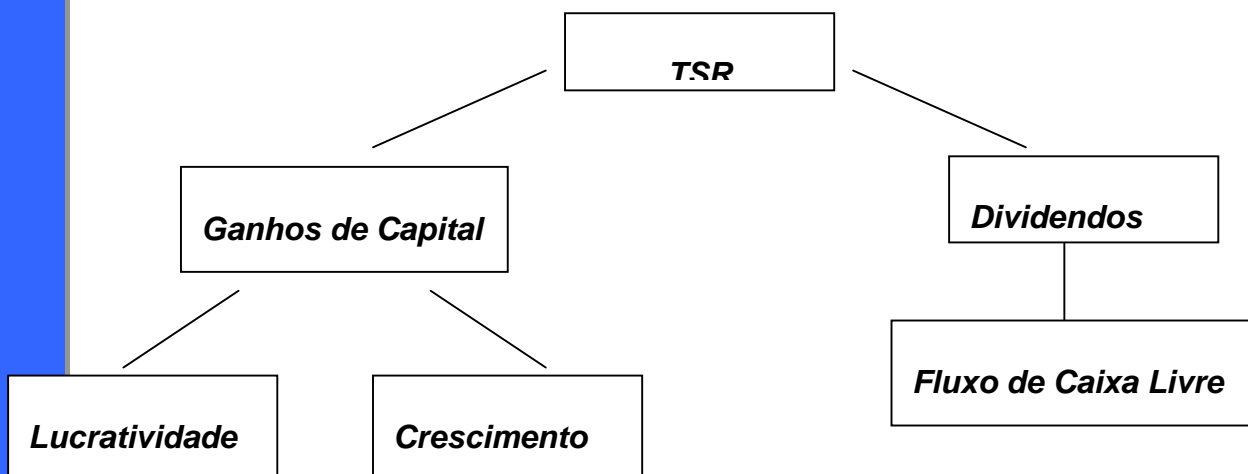 TSR
Ganhos de Capital
Dividendos
Fluxo de Caixa Livre
Lucratividade
Crescimento